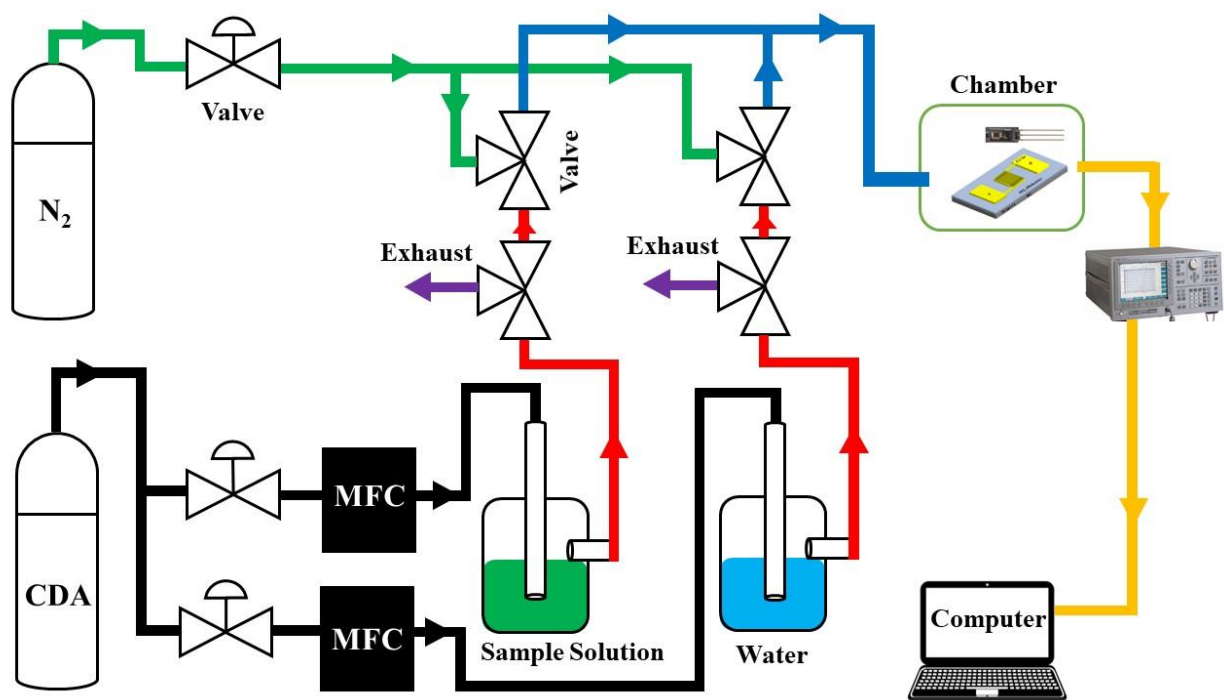 N₂
Valve
Valve
Chamber
Exhaust
Exhaust
CDA
MFC
MFC
Sample Solution
Water
Computer